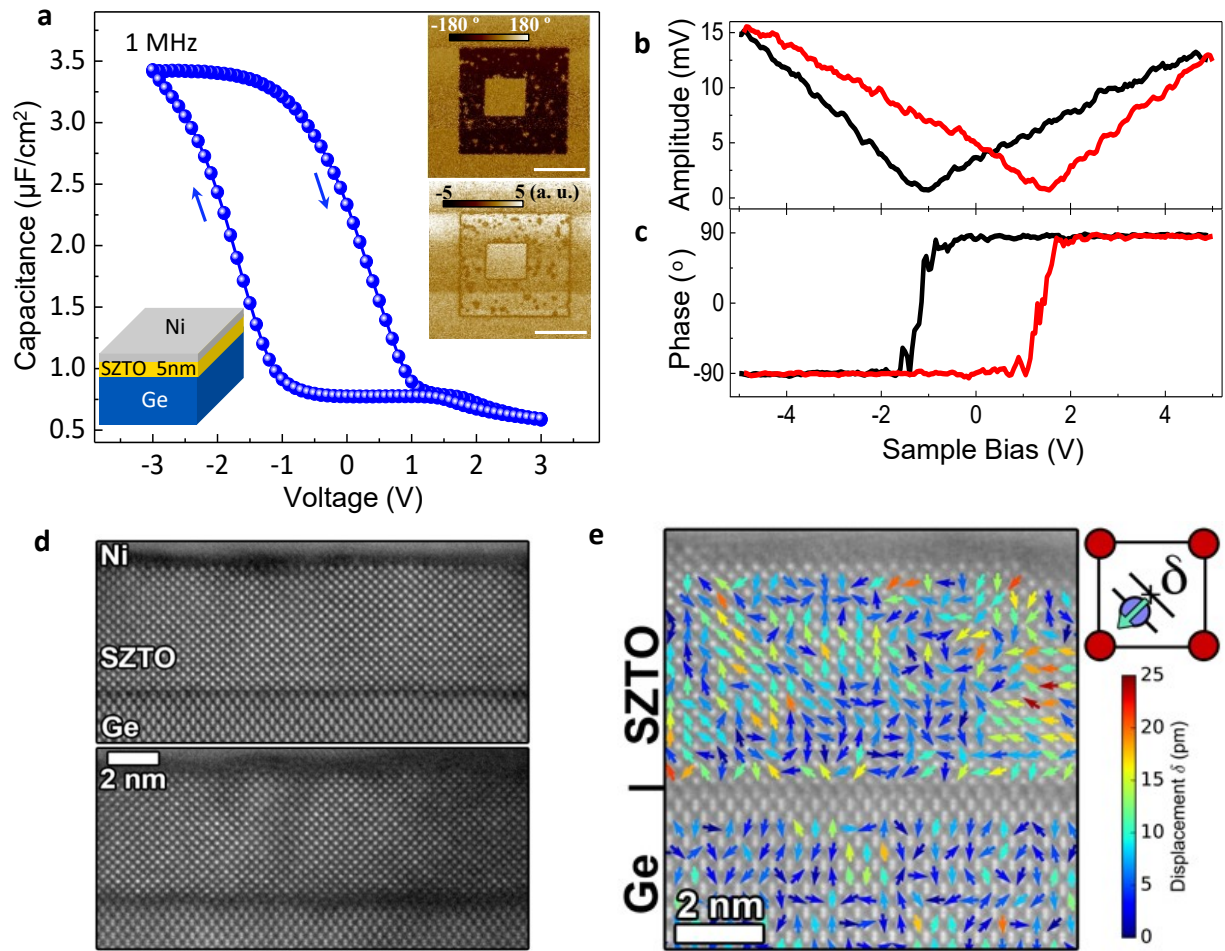 a
1 MHz
Capacitance (µF/cm²)
3.5
3.0
2.5
2.0
1.5
1.0
0.5
-3
-2
-1
0
1
2
3
Voltage (V)
-180 º
180 º
-5
5 (a. u.)
Ni
SZTO 5nm
Ge
b
Amplitude (mV)
15
10
5
0
c
Phase (º)
90
0
-90
-4
-2
0
2
4
Sample Bias (V)
d
Ni
SZTO
Ge
2 nm
e
Ge | SZTO
2 nm
δ
25
20
15
10
5
0
Displacement δ (pm)